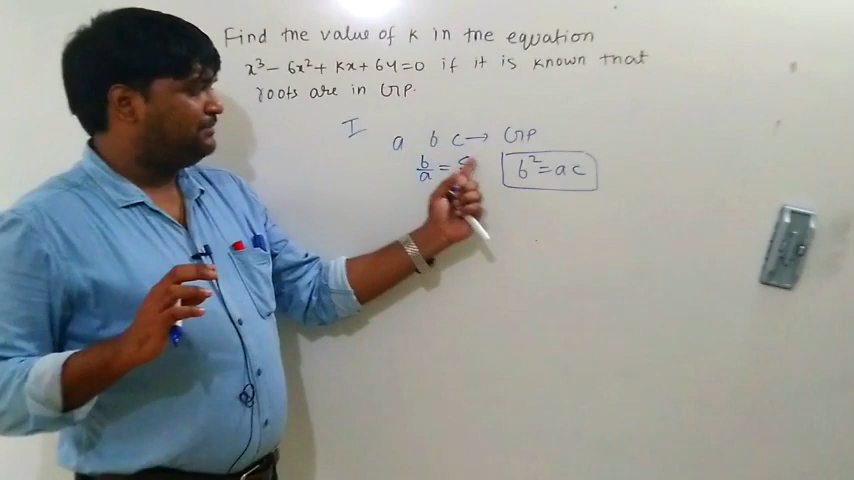 Find the value of K in the equation
x³ - 6x² + Kx + 64 = 0 if it is known that
roots are in GP.
I
a b c → GP
b/a = c
b² = ac